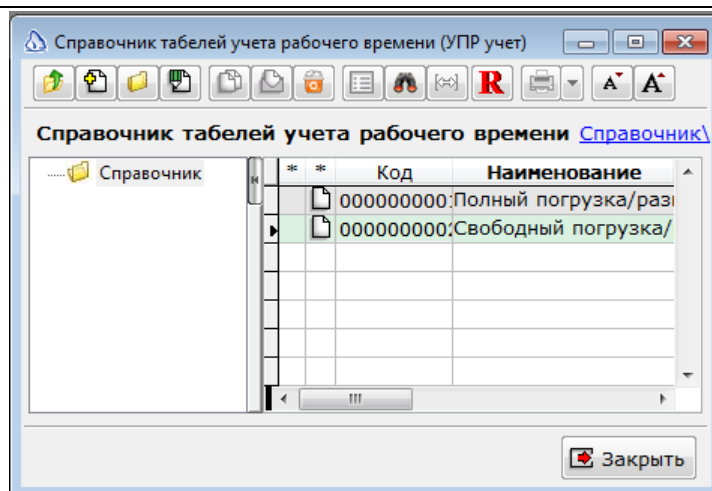 Справочник табелей учета рабочего времени (УПР учет)
R A A
Справочник табелей учета рабочего времени Справочник\
Справочник
* * Код Наименование
000000000 Полный погрузка/раз
000000000 Свободный погрузка/
Закрыть